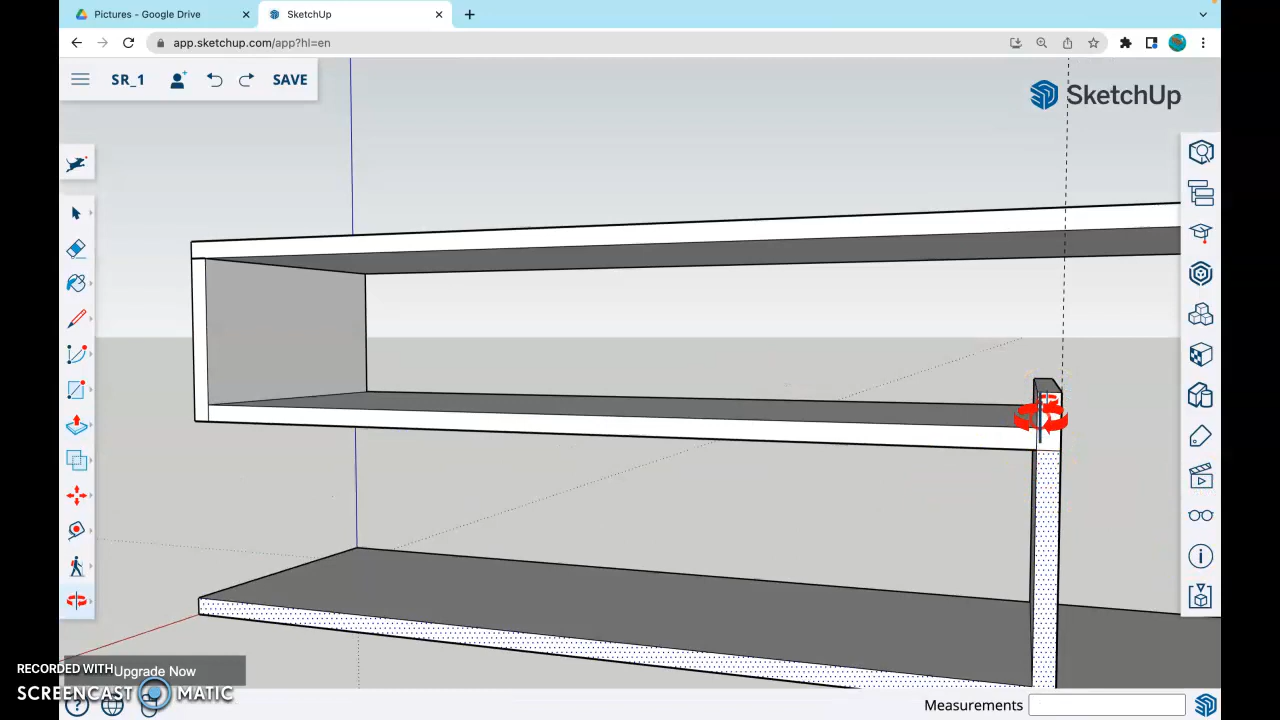 Pictures - Google Drive
SketchUp
app.sketchup.com/app?hl=en
SR_1
SAVE
SketchUp
RECORDED WITH
Upgrade Now
SCREENCAST MATIC
Measurements